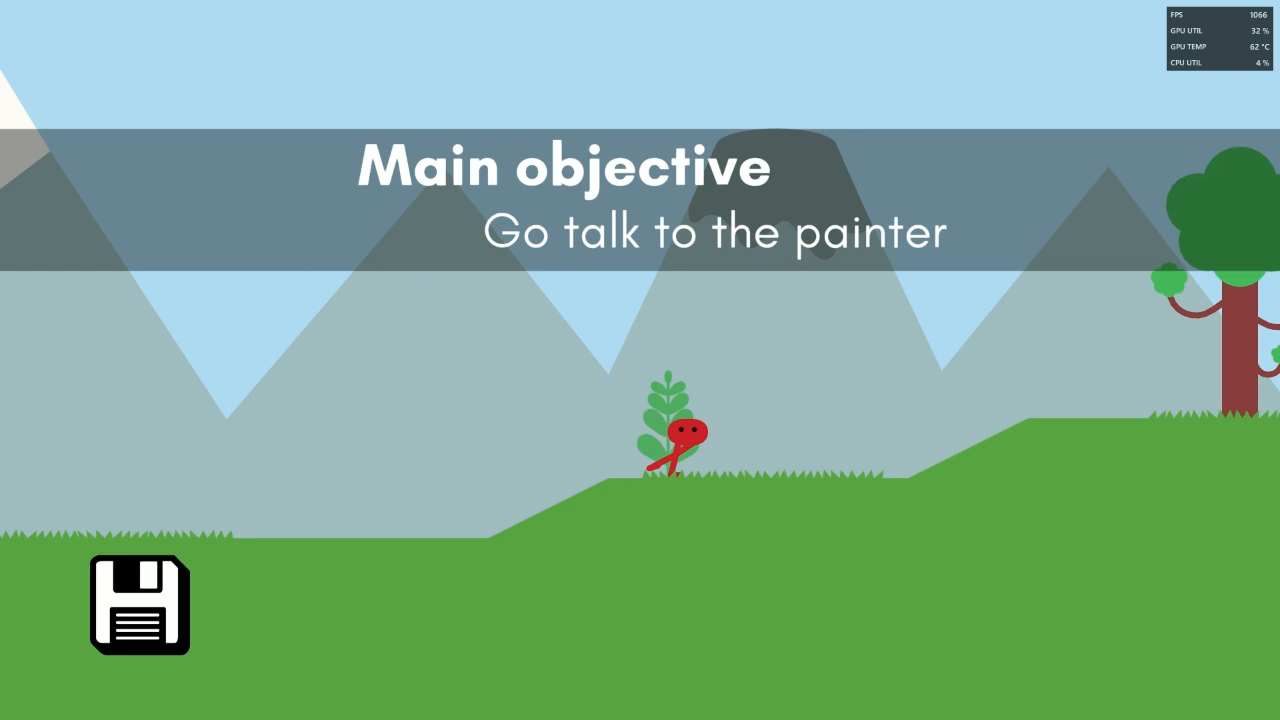 FPS 1066
GPU UTIL 32 %
GPU TEMP 62 °C
CPU UTIL 4 %
Main objective
Go talk to the painter